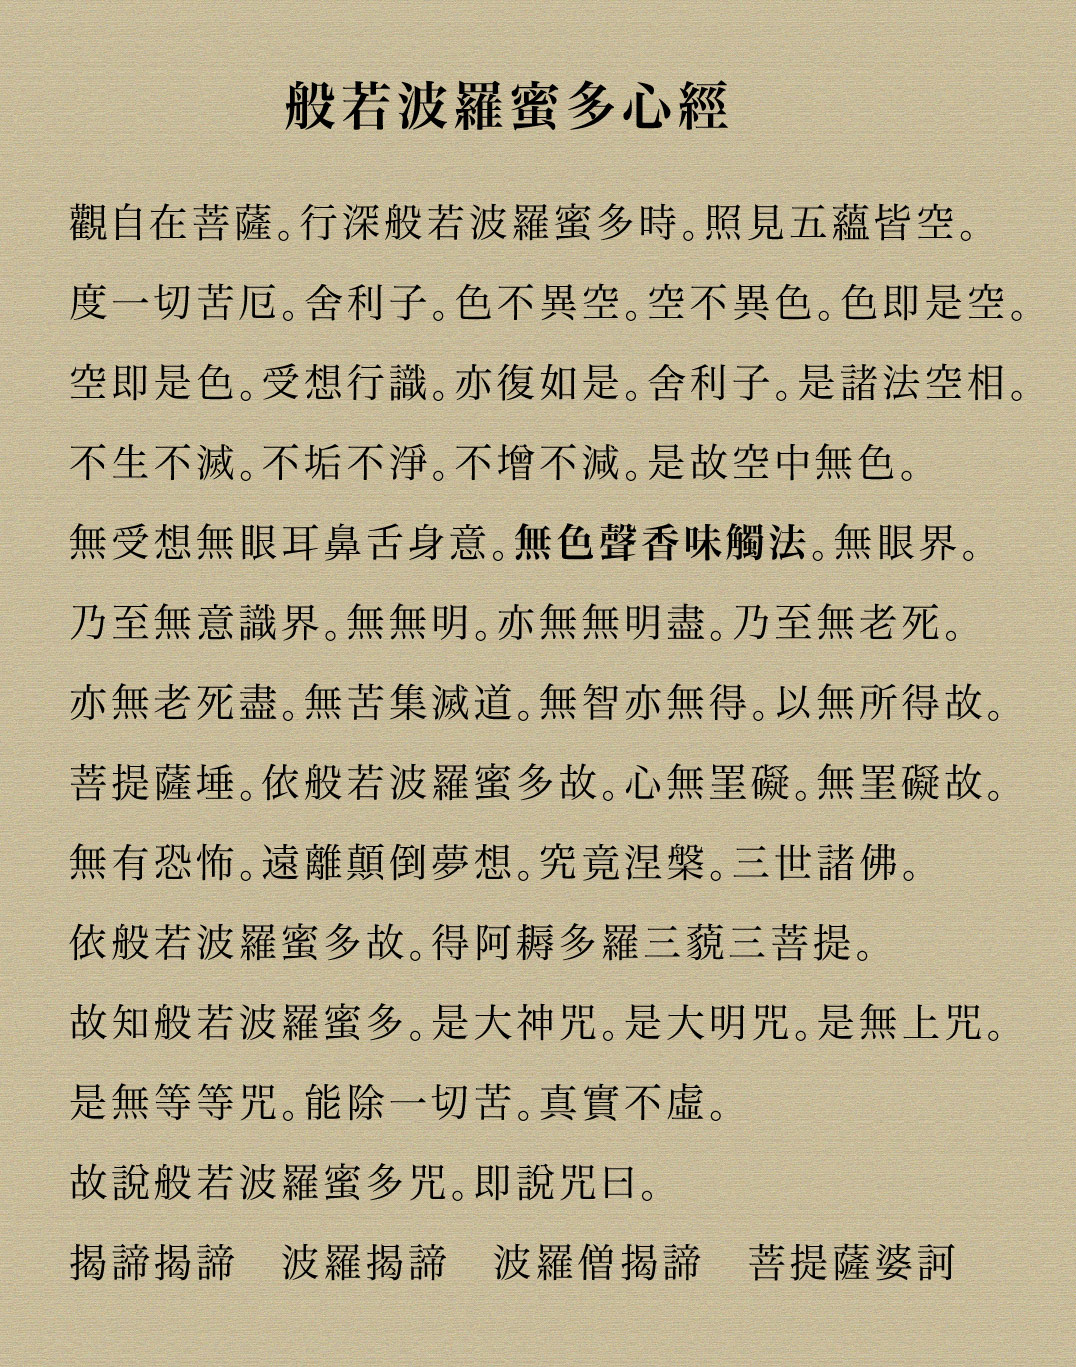 般若波羅蜜多心經
觀自在菩薩。行深般若波羅蜜多時。照見五蘊皆空。
度一切苦厄。舍利子。色不異空。空不異色。色即是空。
空即是色。受想行識。亦復如是。舍利子。是諸法空相。
不生不滅。不垢不淨。不增不減。是故空中無色。
無受想無眼耳鼻舌身意。無色聲香味觸法。無眼界。
乃至無意識界。無無明。亦無無明盡。乃至無老死。
亦無老死盡。無苦集滅道。無智亦無得。以無所得故。
菩提薩埵。依般若波羅蜜多故。心無罣礙。無罣礙故。
無有恐怖。遠離顛倒夢想。究竟涅槃。三世諸佛。
依般若波羅蜜多故。得阿耨多羅三藐三菩提。
故知般若波羅蜜多。是大神咒。是大明咒。是無上咒。
是無等等咒。能除一切苦。真實不虛。
故說般若波羅蜜多咒。即說咒曰。
揭諦揭諦　波羅揭諦　波羅僧揭諦　菩提薩婆訶